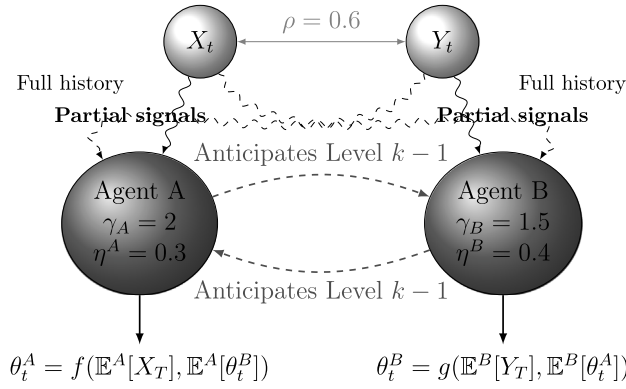 ρ = 0.6
X_t
Y_t
Full history
Full history
Partial signals
Partial signals
Anticipates Level k − 1
Agent A
γ_A = 2
η^A = 0.3
Agent B
γ_B = 1.5
η^B = 0.4
Anticipates Level k − 1
θ_t^A = f(𝔼^A[X_T], 𝔼^A[θ_t^B])
θ_t^B = g(𝔼^B[Y_T], 𝔼^B[θ_t^A])